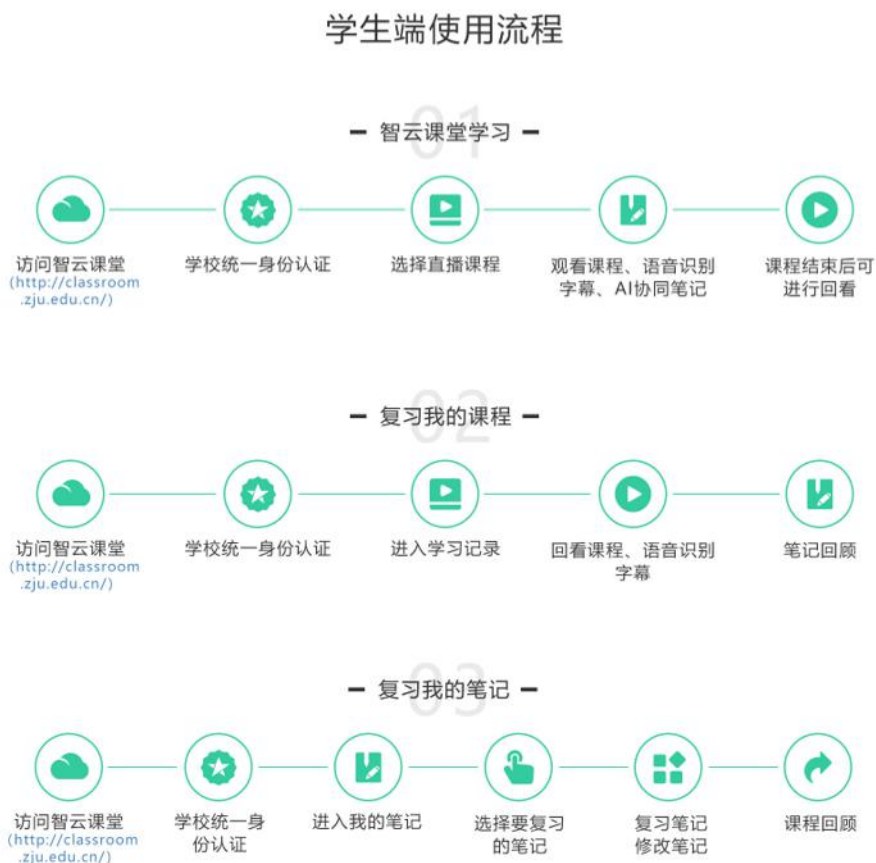 学生端使用流程
01
智云课堂学习
访问智云课堂
(http://classroom
.zju.edu.cn/)
学校统一身份认证
选择直播课程
观看课程、语音识别
字幕、AI协同笔记
课程结束后可
进行回看
02
复习我的课程
访问智云课堂
(http://classroom
.zju.edu.cn/)
学校统一身份认证
进入学习记录
回看课程、语音识别
字幕
笔记回顾
03
复习我的笔记
访问智云课堂
(http://classroom
.zju.edu.cn/)
学校统一身
份认证
进入我的笔记
选择要复习
的笔记
复习笔记
修改笔记
课程回顾